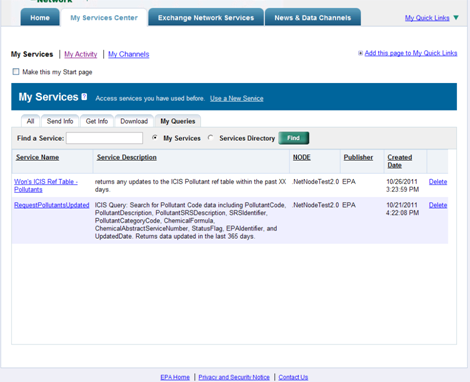 Network
Home
My Services Center
Exchange Network Services
News & Data Channels
My Quick Links
My Services | My Activity | My Channels
Add this page to My Quick Links
Make this my Start page
My Services ? Access services you have used before. Use a New Service
All Send Info Get Info Download My Queries
Find a Service: My Services Services Directory Find
Service Name Service Description NODE Publisher Created Date
Won's ICIS Ref Table - Pollutants
returns any updates to the ICIS Pollutant ref table within the past XX
days.
.NetNodeTest2.0 EPA
10/26/2011
3:23:59 PM
Delete
RequestPollutantsUpdated
ICIS Query: Search for Pollutant Code data including PollutantCode,
PollutantDescription, PollutantSRSDescription, SRSIdentifier,
PollutantCategoryCode, ChemicalFormula,
ChemicalAbstractServiceNumber, StatusFlag, EPAIdentifier, and
UpdatedDate. Returns data updated in the last 365 days.
.NetNodeTest2.0 EPA
10/21/2011
4:22:08 PM
Delete
EPA Home | Privacy and Security Notice | Contact Us